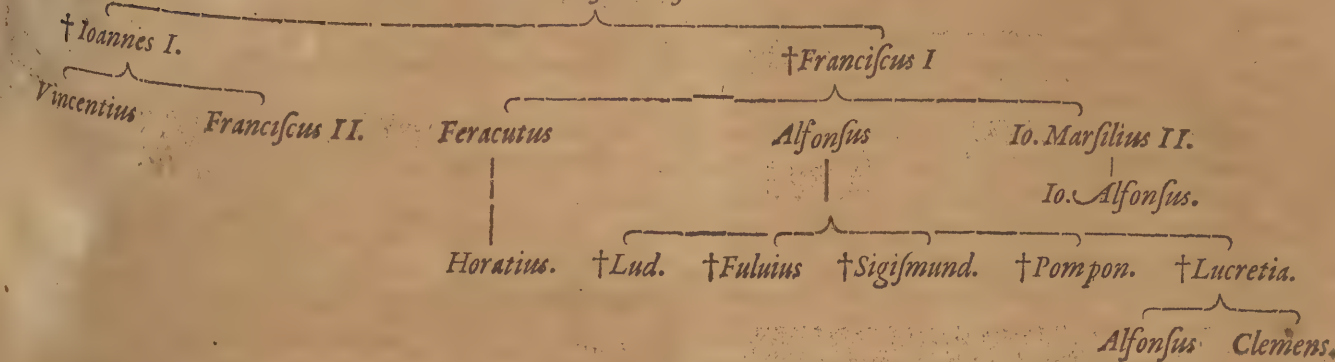 †Ioannes I.
†Franciſcus I
Vincentius
Franciſcus II.
Feracutus
Alfonſus
Io. Marſilius II.
Io. Alfonſus.
Horatius. †Lud. †Fuluius †Sigiſmund. †Pompon. †Lucretia.
Alfonſus Clemens.